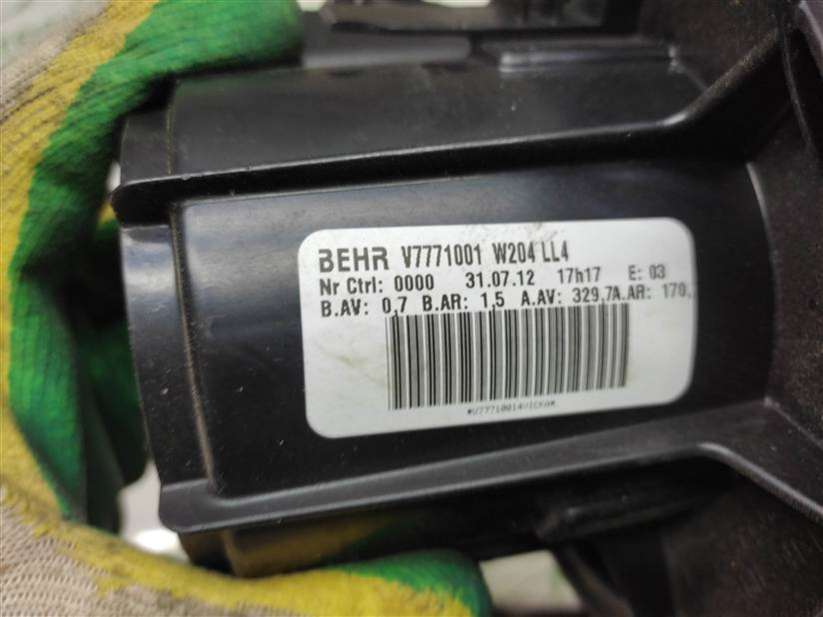 BEHR V7771001 W204 LL4
Nr Ctrl: 0000 31.07.12 17h17 E: 03
B.AV: 0,7 B.AR: 1,5 A.AV: 329,7A.AR: 170,